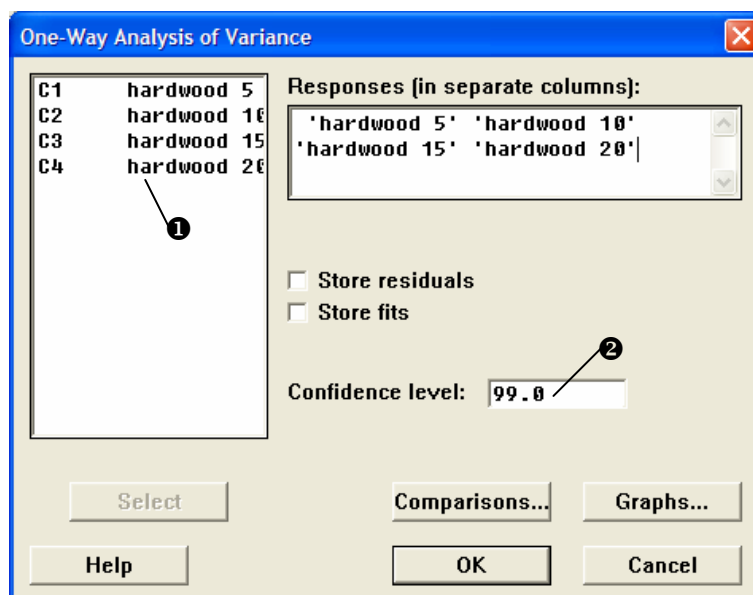 One-Way Analysis of Variance
C1 hardwood 5
C2 hardwood 10
C3 hardwood 15
C4 hardwood 20
❶
Responses (in separate columns):
'hardwood 5' 'hardwood 10'
'hardwood 15' 'hardwood 20'
Store residuals
Store fits
❷
Confidence level: 99.0
Select
Comparisons...
Graphs...
Help
OK
Cancel